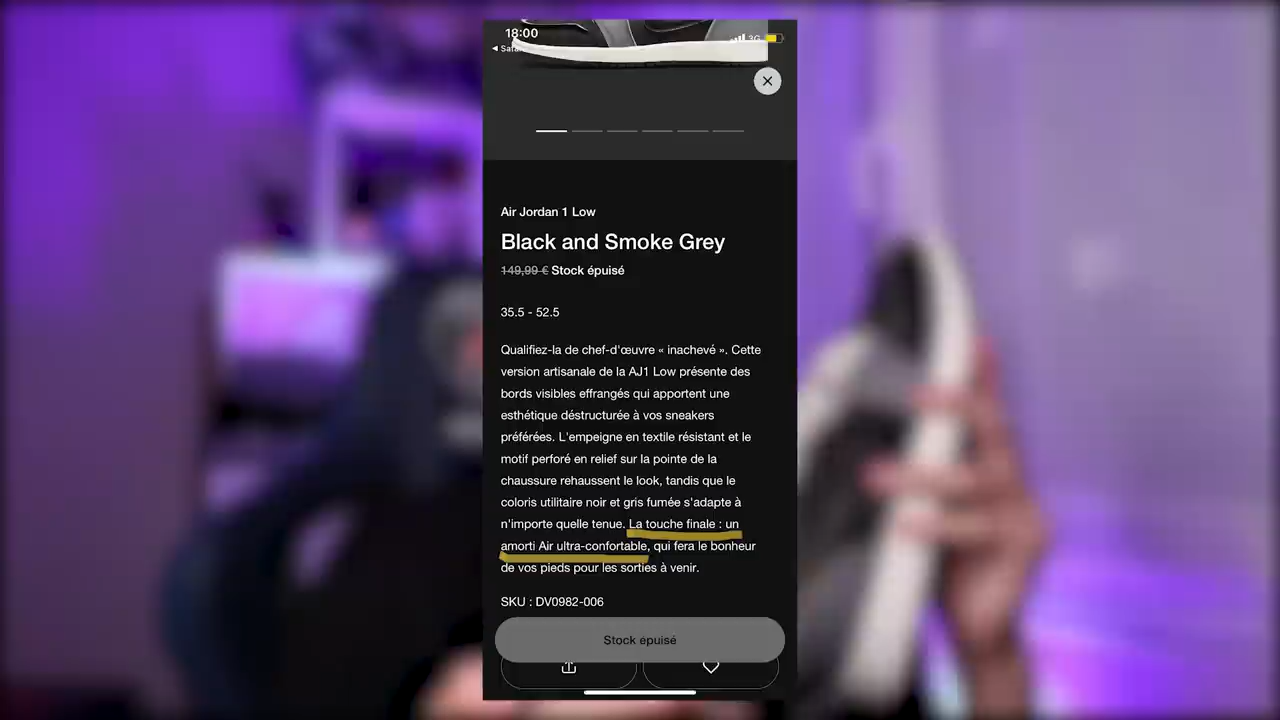 18:00
3G
Air Jordan 1 Low
Black and Smoke Grey
149,99 € Stock épuisé
35.5 - 52.5
Qualifiez-la de chef-d'œuvre « inachevé ». Cette
version artisanale de la AJ1 Low présente des
bords visibles effrangés qui apportent une
esthétique déstructurée à vos sneakers
préférées. L'empeigne en textile résistant et le
motif perforé en relief sur la pointe de la
chaussure rehaussent le look, tandis que le
coloris utilitaire noir et gris fumée s'adapte à
n'importe quelle tenue. La touche finale : un
amorti Air ultra-confortable, qui fera le bonheur
de vos pieds pour les sorties à venir.
SKU : DV0982-006
Stock épuisé